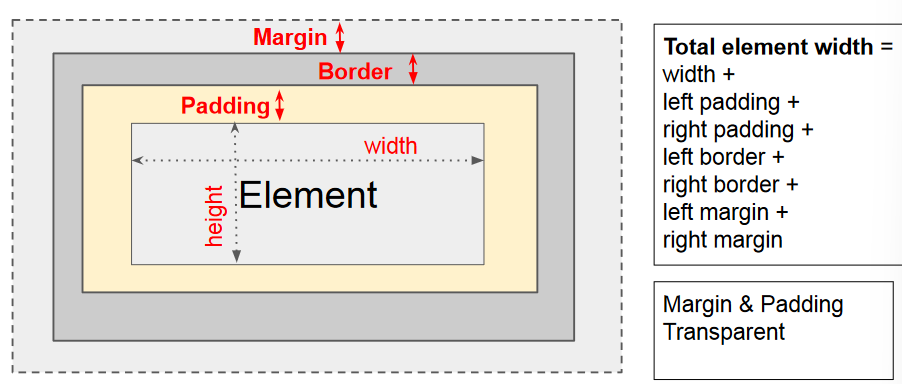 Margin
Border
Padding
width
height
Element
Total element width =
width +
left padding +
right padding +
left border +
right border +
left margin +
right margin
Margin & Padding
Transparent